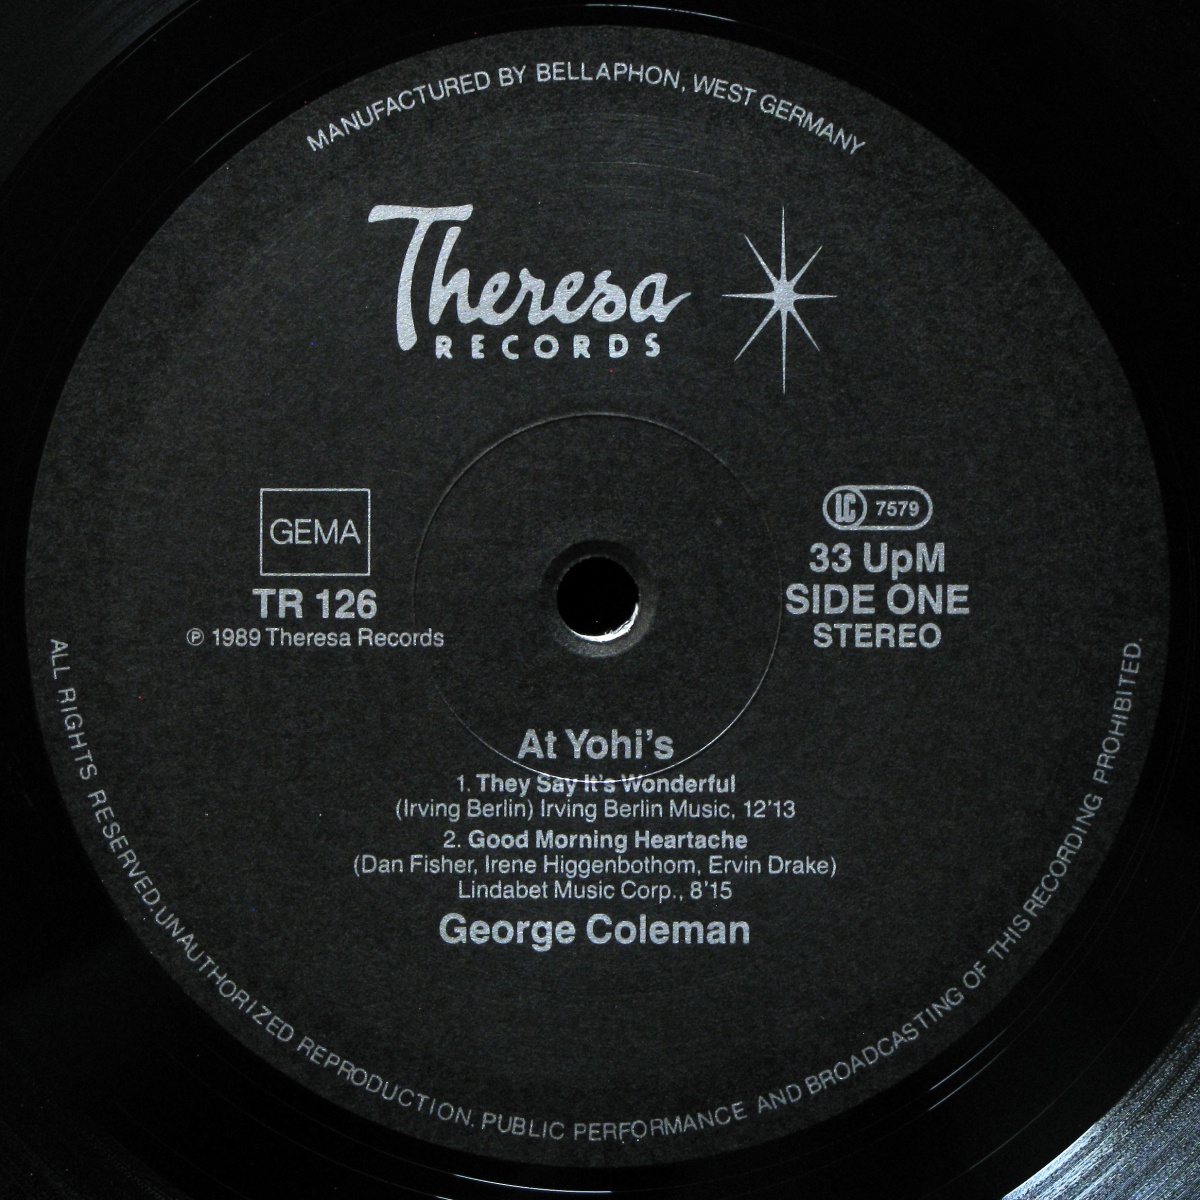 MANUFACTURED BY BELLAPHON, WEST GERMANY
Theresa
RECORDS
GEMA
TR 126
℗ 1989 Theresa Records
LC 7579
33 UpM
SIDE ONE
STEREO
At Yohi's
1. They Say It's Wonderful
(Irving Berlin) Irving Berlin Music, 12'13
2. Good Morning Heartache
(Dan Fisher, Irene Higgenbothom, Ervin Drake)
Lindabet Music Corp., 8'15
George Coleman
ALL RIGHTS RESERVED.UNAUTHORIZED REPRODUCTION. PUBLIC PERFORMANCE AND BROADCASTING OF THIS RECORDING PROHIBITED.